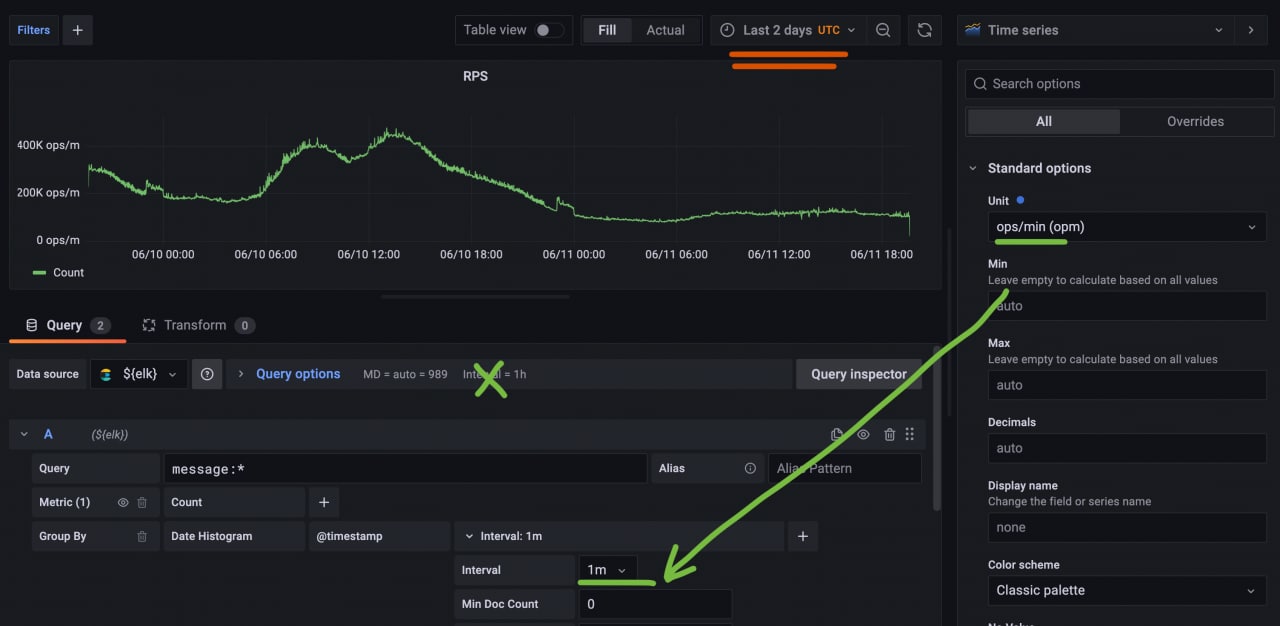 Filters
+
Table view
Fill
Actual
Last 2 days UTC
Time series
RPS
400K ops/m
200K ops/m
0 ops/m
06/10 00:00 06/10 06:00 06/10 12:00 06/10 18:00 06/11 00:00 06/11 06:00 06/11 12:00 06/11 18:00
Count
Query 2
Transform 0
Data source
${elk}
Query options
MD = auto = 989
Interval = 1h
Query inspector
A
(${elk})
Query
message:*
Alias
Alias Pattern
Metric (1)
Count
+
Group By
Date Histogram
@timestamp
Interval: 1m
+
Interval
1m
Min Doc Count
0
Search options
All
Overrides
Standard options
Unit
ops/min (opm)
Min
Leave empty to calculate based on all values
auto
Max
Leave empty to calculate based on all values
auto
Decimals
auto
Display name
Change the field or series name
none
Color scheme
Classic palette